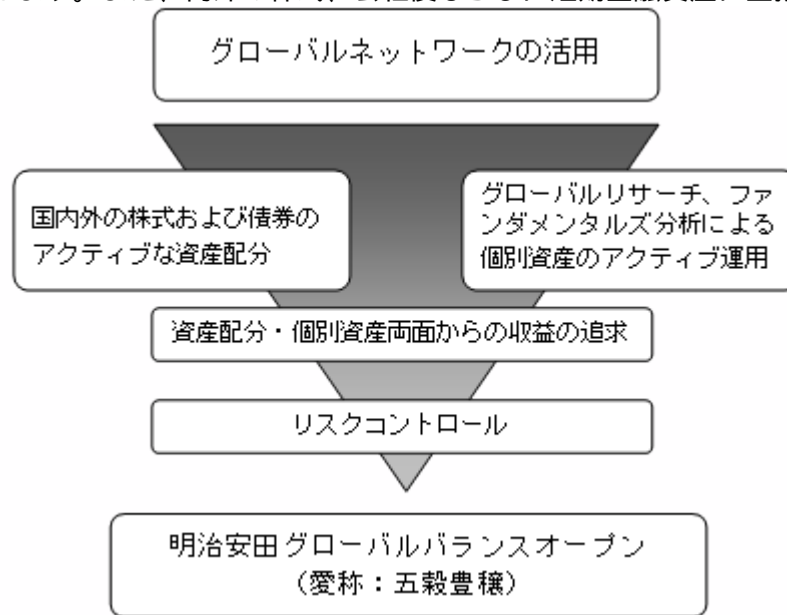 グローバルネットワークの活用
国内外の株式および債券の
アクティブな資産配分
グローバルリサーチ、ファ
ンダメンタルズ分析による
個別資産のアクティブ運用
資産配分・個別資産両面からの収益の追求
リスクコントロール
明治安田グローバルバランスオープン
（愛称：五穀豊穣）